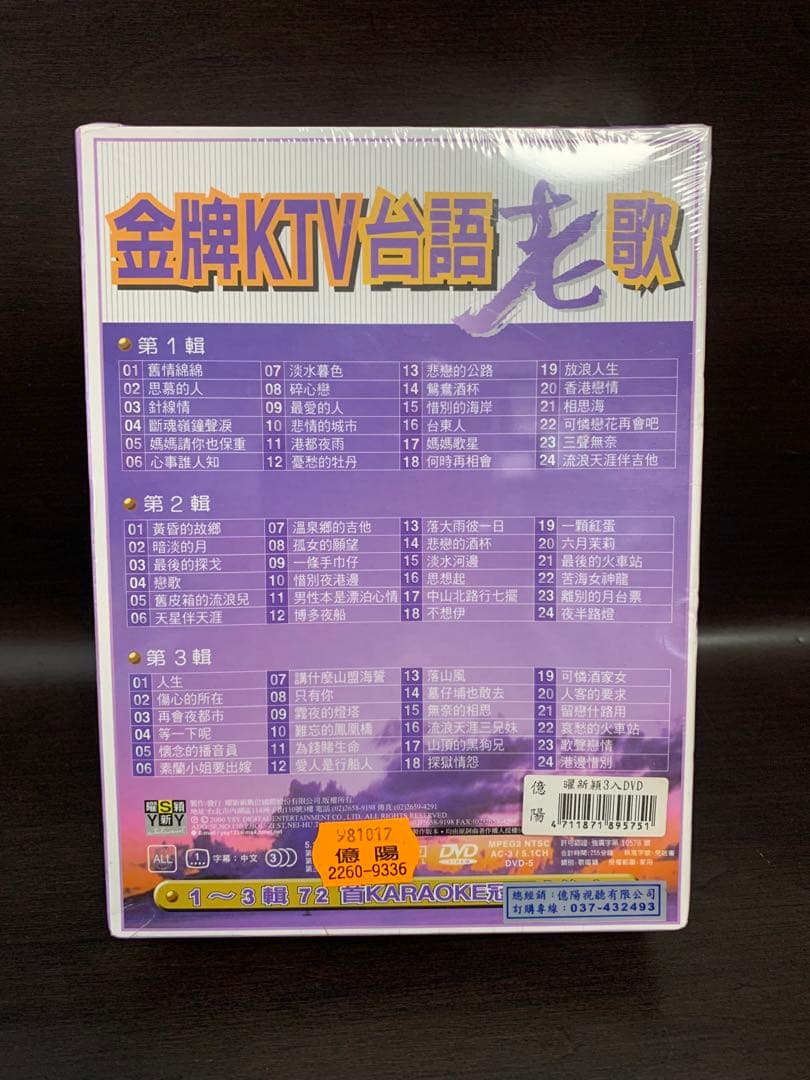 金牌KTV台語老歌
第1輯
01 舊情綿綿 07 淡水暮色 13 悲戀的公路 19 放浪人生
02 思慕的人 08 碎心戀 14 鴛鴦酒杯 20 香港戀情
03 針線情 09 最愛的人 15 惜別的海岸 21 相思海
04 斷魂嶺鐘聲淚 10 悲情的城市 16 台東人 22 可憐戀花再會吧
05 媽媽請你也保重 11 港都夜雨 17 媽媽歌星 23 三聲無奈
06 心事誰人知 12 憂愁的牡丹 18 何時再相會 24 流浪天涯伴吉他
第2輯
01 黃昏的故鄉 07 溫泉鄉的吉他 13 落大雨彼一日 19 一顆紅蛋
02 暗淡的月 08 孤女的願望 14 悲戀的酒杯 20 六月茉莉
03 最後的探戈 09 一條手巾仔 15 淡水河邊 21 最後的火車站
04 戀歌 10 惜別夜港邊 16 思想起 22 苦海女神龍
05 舊皮箱的流浪兒 11 男性本是漂泊心情 17 中山北路行七擺 23 離別的月台票
06 天星伴天涯 12 博多夜船 18 不想伊 24 夜半路燈
第3輯
01 人生 07 講什麼山盟海誓 13 落山風 19 可憐酒家女
02 傷心的所在 08 只有你 14 墓仔埔也敢去 20 人客的要求
03 再會夜都市 09 霧夜的燈塔 15 無奈的相思 21 留戀什路用
04 等一下呢 10 難忘的鳳凰橋 16 流浪天涯三兄妹 22 哀愁的火車站
05 懷念的播音員 11 為錢賭生命 17 山頂的黑狗兄 23 歌聲戀情
06 素蘭小姐要出嫁 12 愛人是行船人 18 探獄情怨 24 港邊惜別
億陽
曜新穎3入DVD
4711871895751
曜S穎
Y新Y
ALL
1
字幕：中文
3
981017
億 陽
2260-9336
DVD
VIDEO
MPEG2 NTSC
AC-3 / 5.1CH
DVD-5
1～3輯 72 首KARAOKE冠
總經銷：億陽視聽有限公司
訂購專線：037-432493